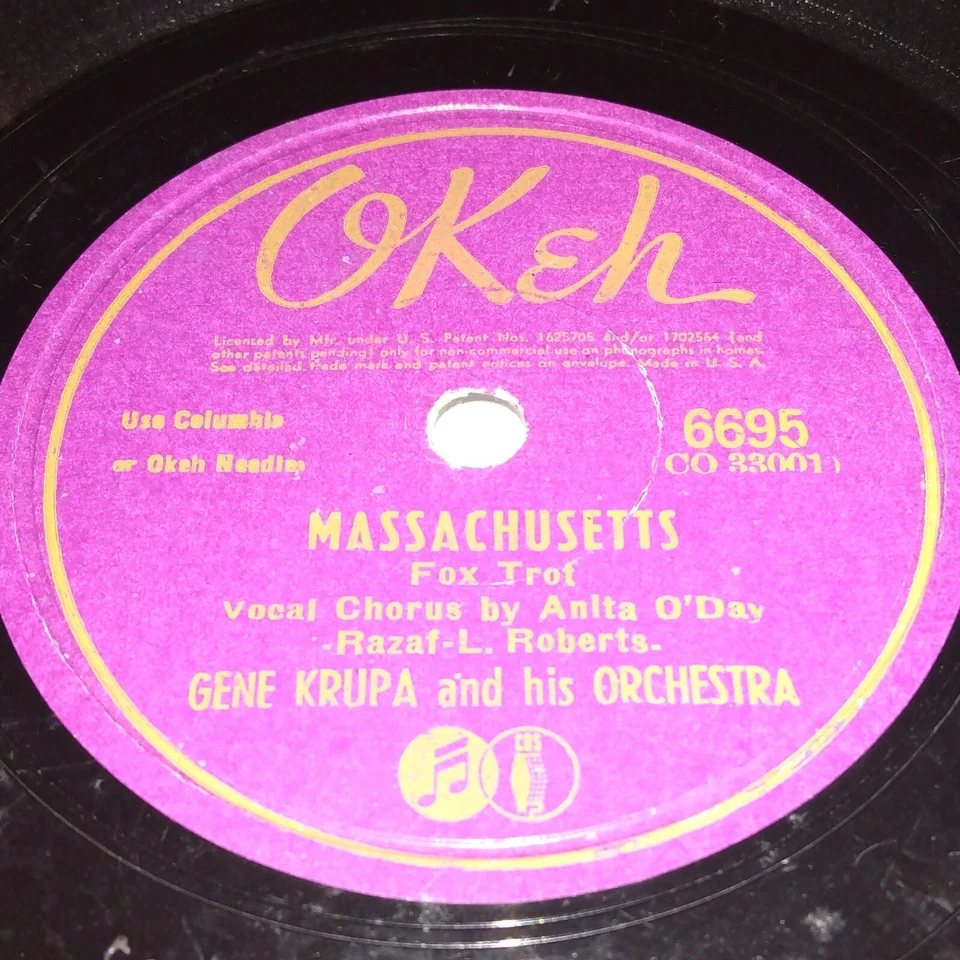 OKeh
Licensed by Mfr. under U. S. Patent Nos. 1625705 and/or 1702564 (and
other patents pending) only for non-commercial use on phonographs in homes.
See detailed Trade mark and patent notices on envelope. Made in U. S. A.
Use Columbia
or Okeh Needles
6695
(CO 33001)
MASSACHUSETTS
Fox Trot
Vocal Chorus by Anita O'Day
-Razaf-L. Roberts-
GENE KRUPA and his ORCHESTRA
CBS